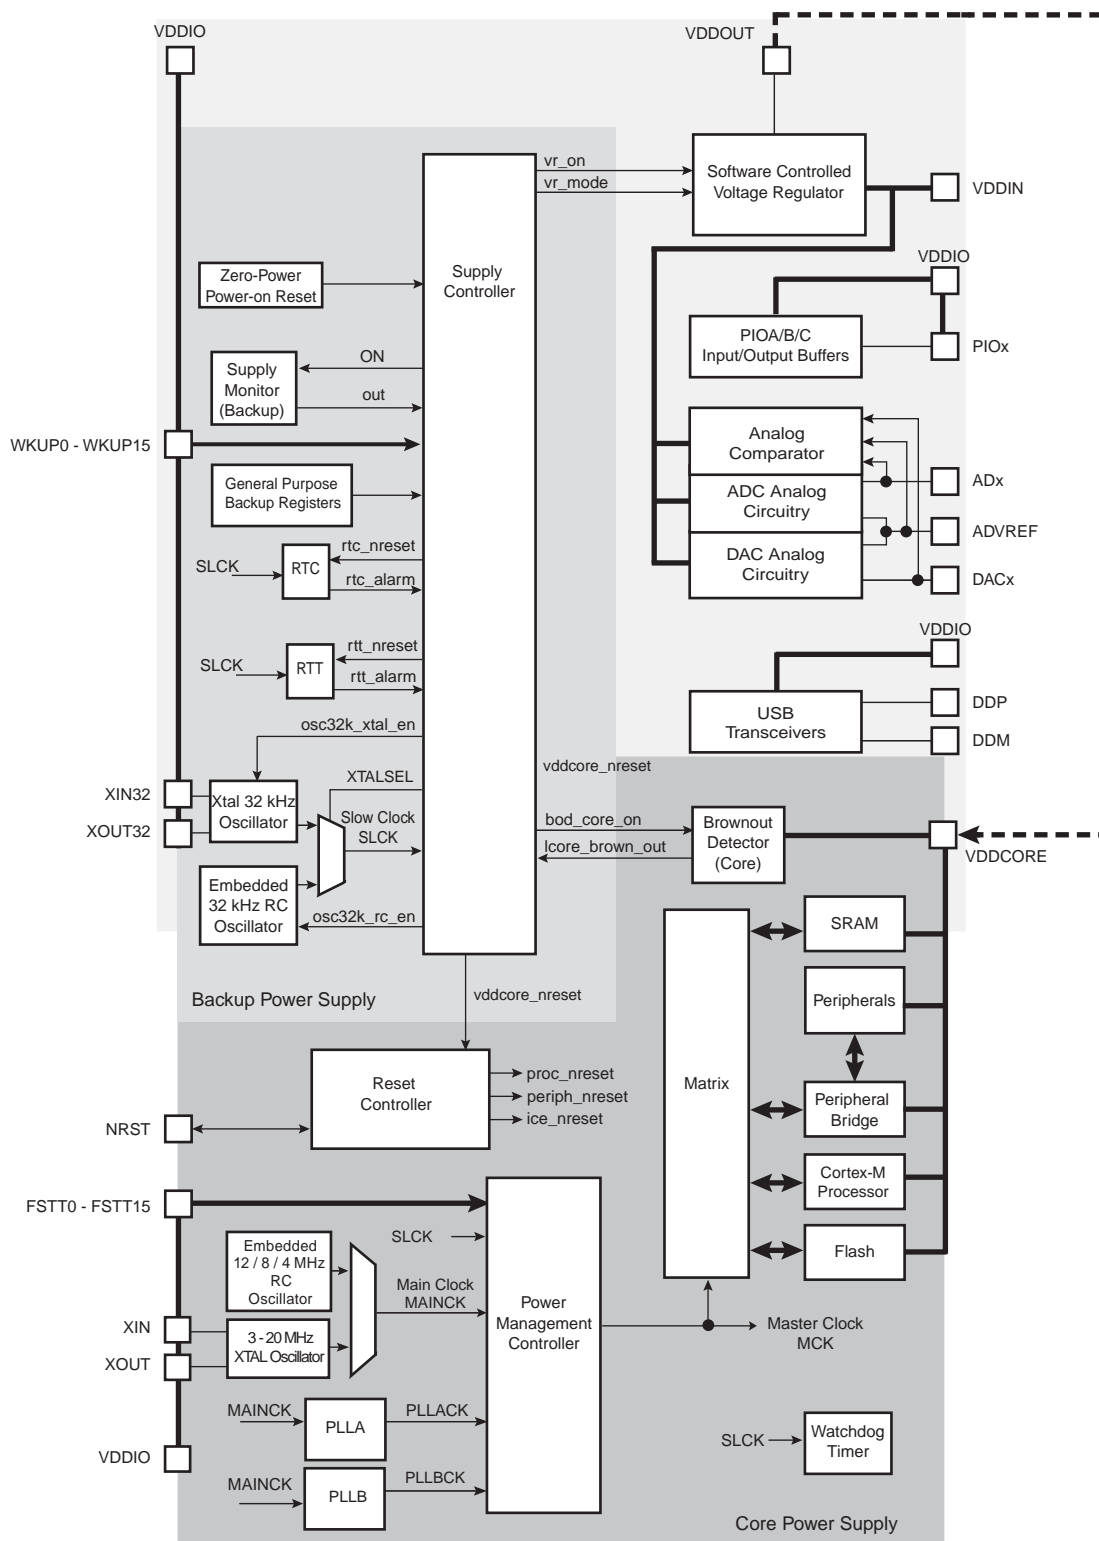 VDDIO
VDDOUT
vr_on
vr_mode
Software Controlled
Voltage Regulator
VDDIN
Supply
Controller
Zero-Power
Power-on Reset
VDDIO
PIOA/B/C
Input/Output Buffers
PIOx
Supply
Monitor
(Backup)
ON
out
WKUP0 - WKUP15
Analog
Comparator
ADC Analog
Circuitry
DAC Analog
Circuitry
ADx
ADVREF
DACx
General Purpose
Backup Registers
SLCK
RTC
rtc_nreset
rtc_alarm
SLCK
RTT
rtt_nreset
rtt_alarm
VDDIO
USB
Transceivers
DDP
DDM
osc32k_xtal_en
vddcore_nreset
XTALSEL
XIN32
XOUT32
Xtal 32 kHz
Oscillator
Slow Clock
SLCK
bod_core_on
lcore_brown_out
Brownout
Detector
(Core)
VDDCORE
Embedded
32 kHz RC
Oscillator
osc32k_rc_en
Backup Power Supply
vddcore_nreset
SRAM
Peripherals
Matrix
Peripheral
Bridge
Cortex-M
Processor
Flash
Reset
Controller
proc_nreset
periph_nreset
ice_nreset
NRST
FSTT0 - FSTT15
SLCK
Embedded
12 / 8 / 4 MHz
RC
Oscillator
Main Clock
MAINCK
Power
Management
Controller
XIN
XOUT
3 - 20 MHz
XTAL Oscillator
Master Clock
MCK
MAINCK
PLLA
PLLACK
VDDIO
MAINCK
PLLB
PLLBCK
SLCK
Watchdog
Timer
Core Power Supply